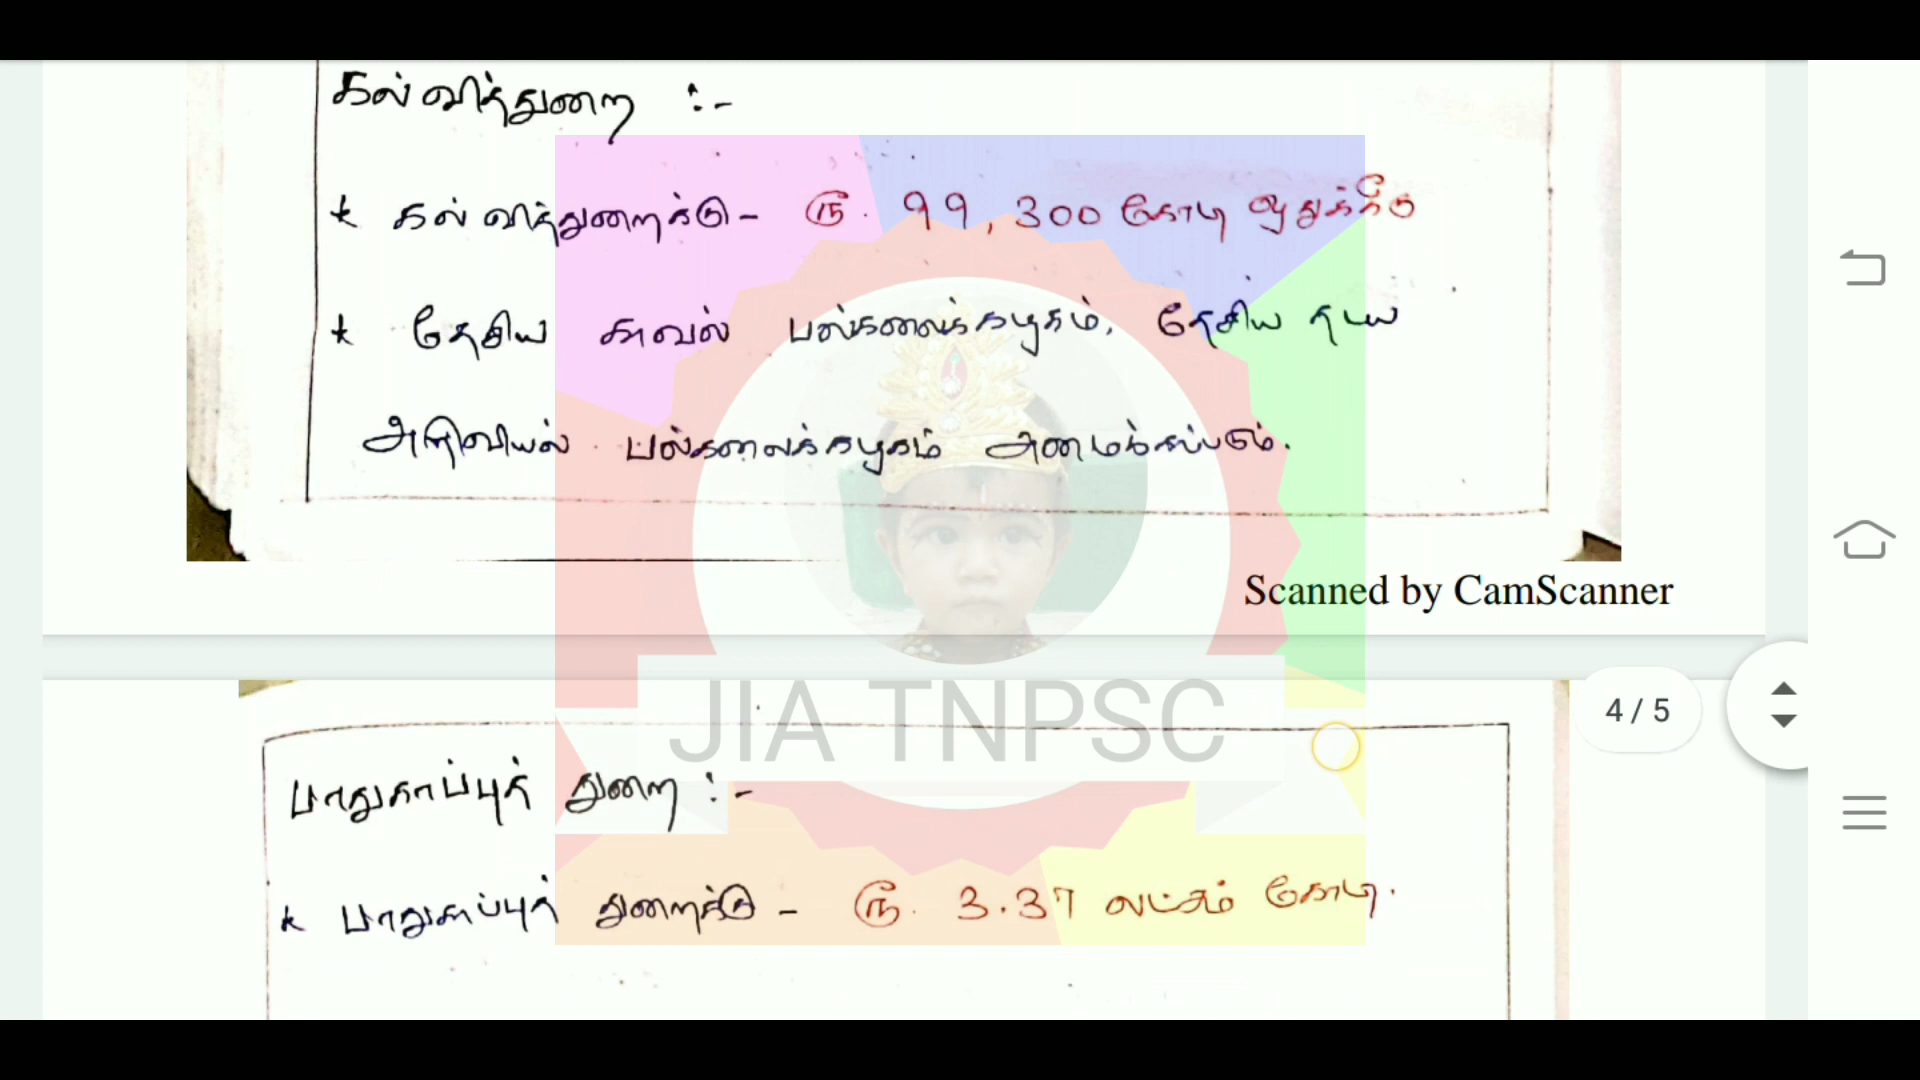 கல்வித்துறை :-
* கல்வித்துறைக்கு - ரூ. 99,300 கோடி ஒதுக்கீடு
* தேசிய காவல் பல்கலைக்கழகம், தேசிய தடய
அறிவியல் பல்கலைக்கழகம் அமைக்கப்படும்.
Scanned by CamScanner
4/5
JIA TNPSC
பாதுகாப்புத் துறை :-
* பாதுகாப்புத் துறைக்கு - ரூ. 3.37 லட்சம் கோடி.